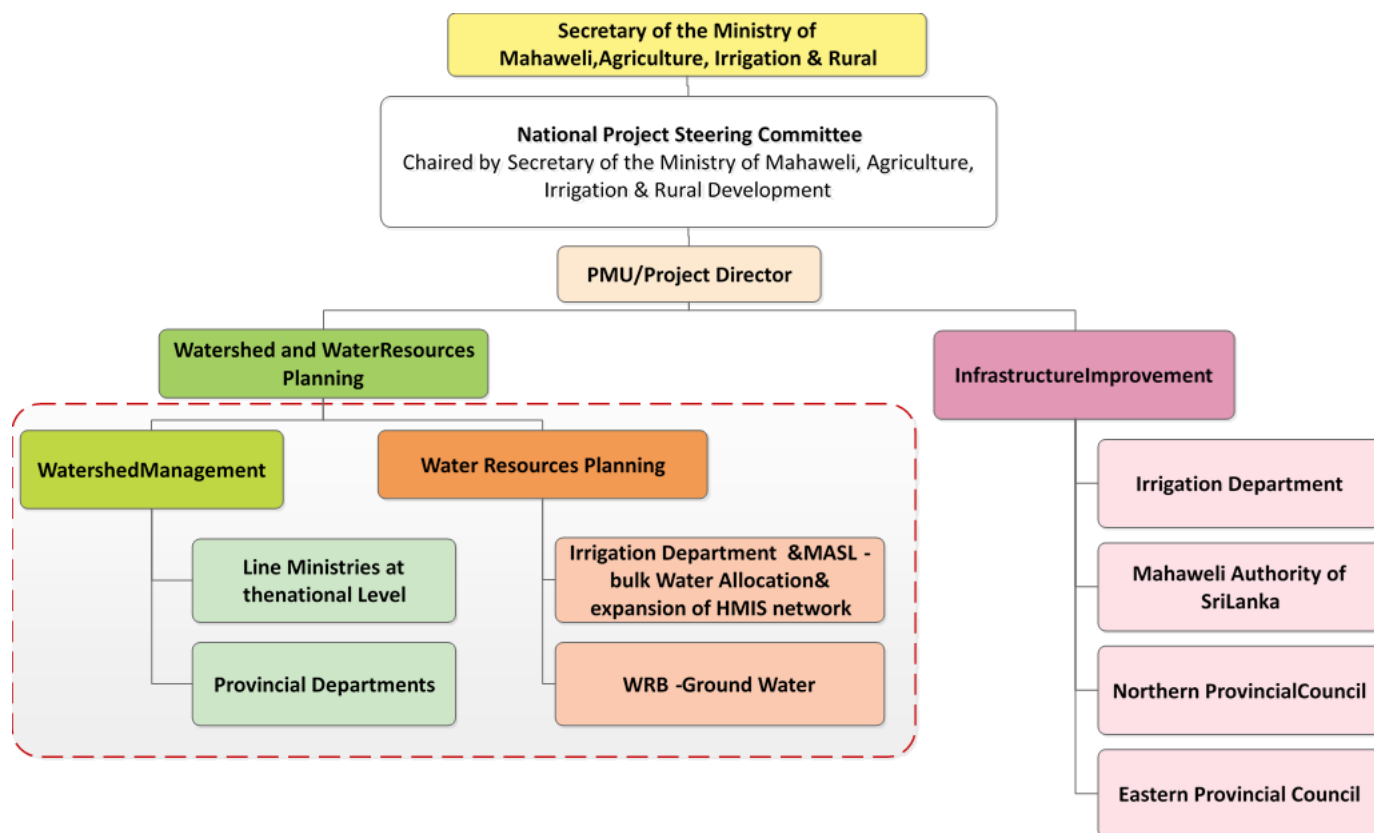 Secretary of the Ministry of
Mahaweli,Agriculture, Irrigation & Rural
National Project Steering Committee
Chaired by Secretary of the Ministry of Mahaweli, Agriculture,
Irrigation & Rural Development
PMU/Project Director
Watershed and WaterResources
Planning
InfrastructureImprovement
WatershedManagement
Water Resources Planning
Line Ministries at
thenational Level
Provincial Departments
Irrigation Department &MASL -
bulk Water Allocation&
expansion of HMIS network
WRB -Ground Water
Irrigation Department
Mahaweli Authority of
SriLanka
Northern ProvincialCouncil
Eastern Provincial Council